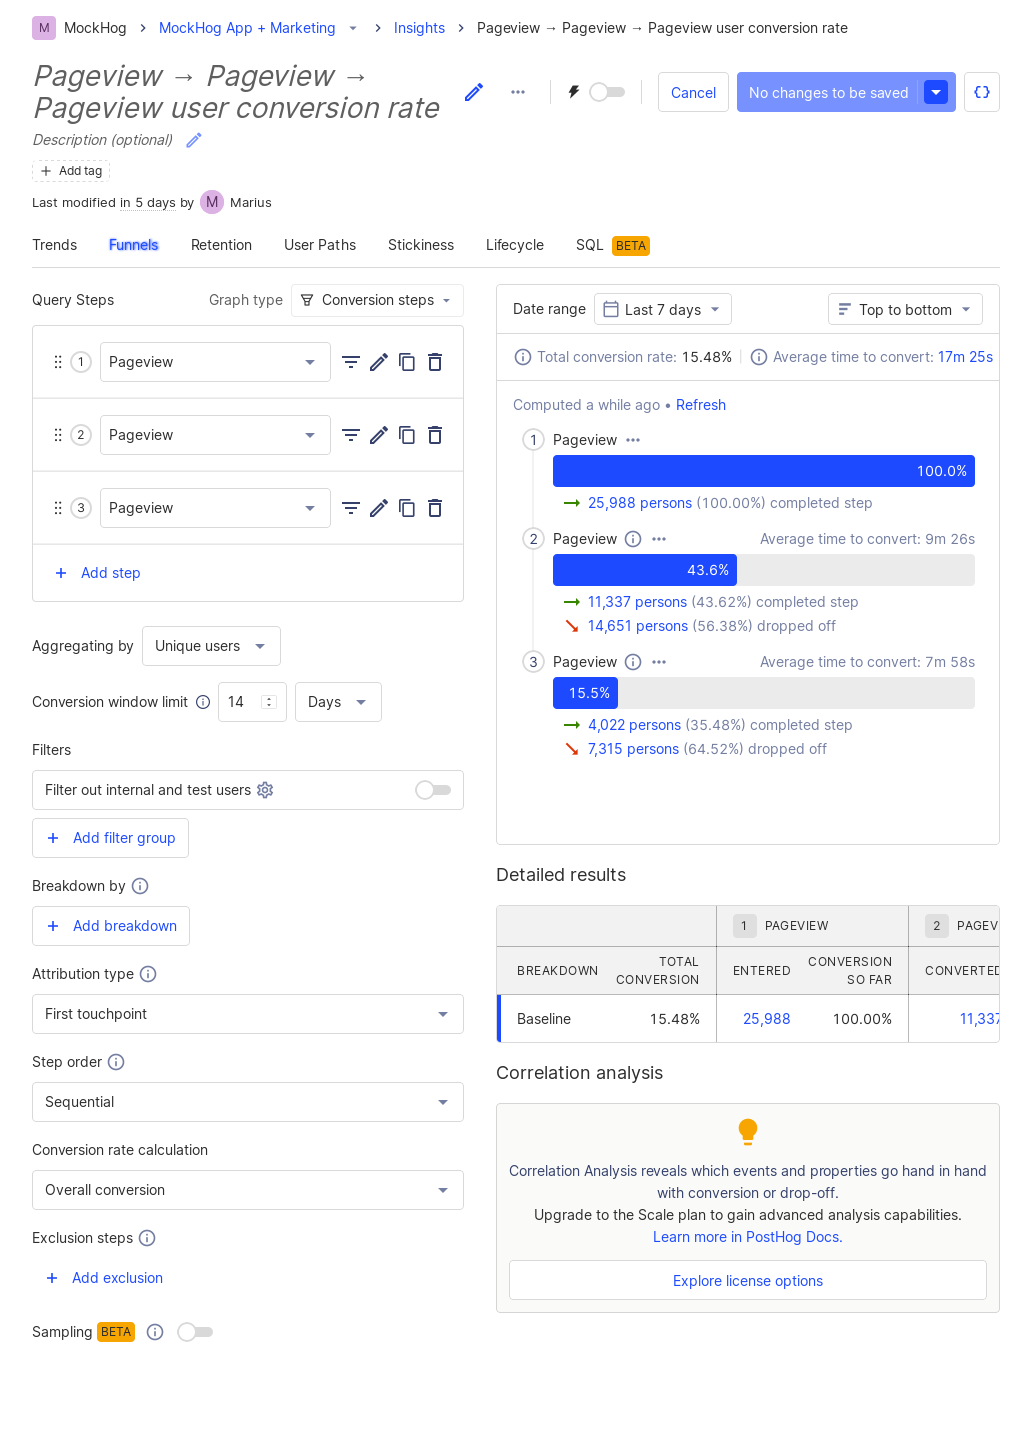 M MockHog MockHog App + Marketing Insights Pageview → Pageview → Pageview user conversion rate
Pageview → Pageview →
Pageview user conversion rate
Cancel No changes to be saved
Description (optional)
Add tag
Last modified in 5 days by M Marius
Trends Funnels Retention User Paths Stickiness Lifecycle SQL BETA
Query Steps Graph type Conversion steps
1 Pageview
2 Pageview
3 Pageview
Add step
Aggregating by Unique users
Conversion window limit 14 Days
Filters
Filter out internal and test users
Add filter group
Breakdown by
Add breakdown
Attribution type
First touchpoint
Step order
Sequential
Conversion rate calculation
Overall conversion
Exclusion steps
Add exclusion
Sampling BETA
Date range Last 7 days Top to bottom
Total conversion rate: 15.48% Average time to convert: 17m 25s
Computed a while ago • Refresh
1 Pageview
100.0%
25,988 persons (100.00%) completed step
2 Pageview Average time to convert: 9m 26s
43.6%
11,337 persons (43.62%) completed step
14,651 persons (56.38%) dropped off
3 Pageview Average time to convert: 7m 58s
15.5%
4,022 persons (35.48%) completed step
7,315 persons (64.52%) dropped off
Detailed results
1 PAGEVIEW 2 PAGEV
BREAKDOWN TOTAL CONVERSION ENTERED CONVERSION SO FAR CONVERTED
Baseline 15.48% 25,988 100.00% 11,337
Correlation analysis
Correlation Analysis reveals which events and properties go hand in hand
with conversion or drop-off.
Upgrade to the Scale plan to gain advanced analysis capabilities.
Learn more in PostHog Docs.
Explore license options